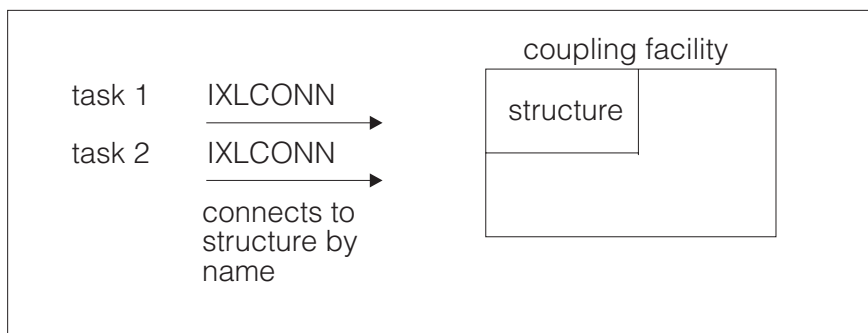 coupling facility
task 1 IXLCONN
structure
task 2 IXLCONN
connects to
structure by
name